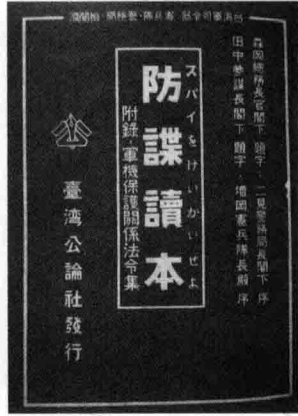 森岡總務長官閣下 題字・二見警務局長閣下 序
田中參謀長閣下 題字・増岡憲兵隊長殿 序
スパイをけいかいせよ
防諜讀本
附錄・軍機保護關係法令集
臺湾公論社發行